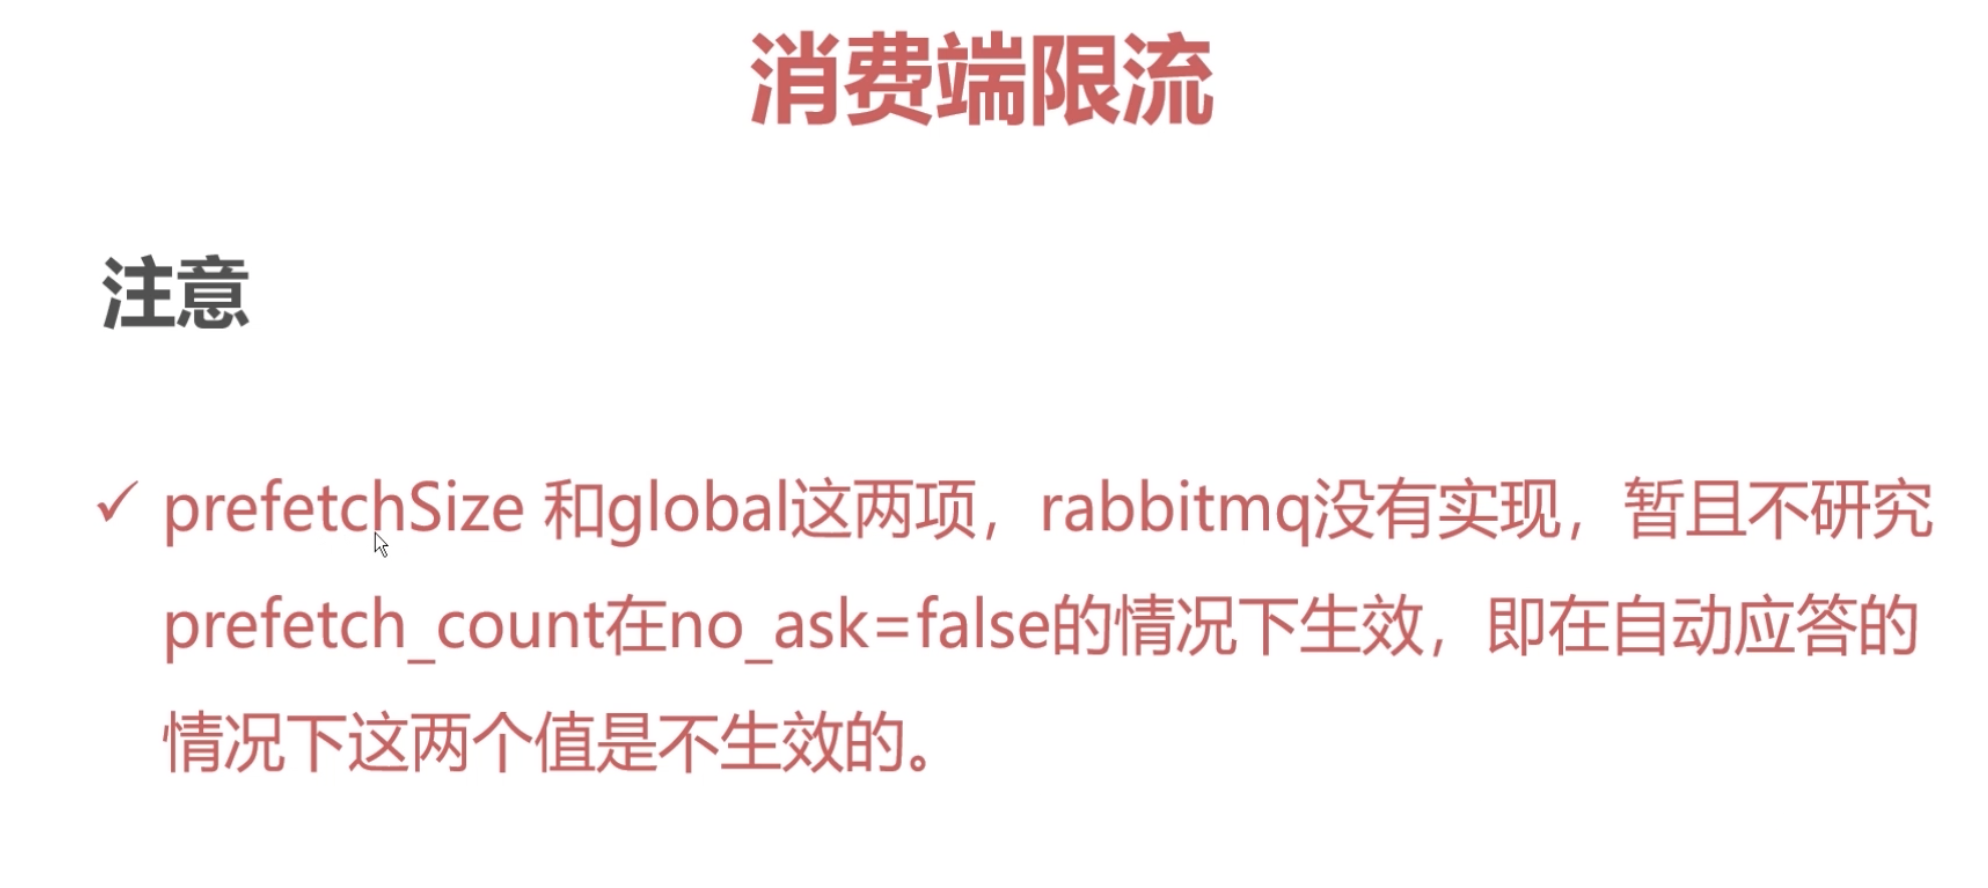 消费端限流
注意
✓ prefetchSize 和global这两项，rabbitmq没有实现，暂且不研究
prefetch_count在no_ask=false的情况下生效，即在自动应答的
情况下这两个值是不生效的。